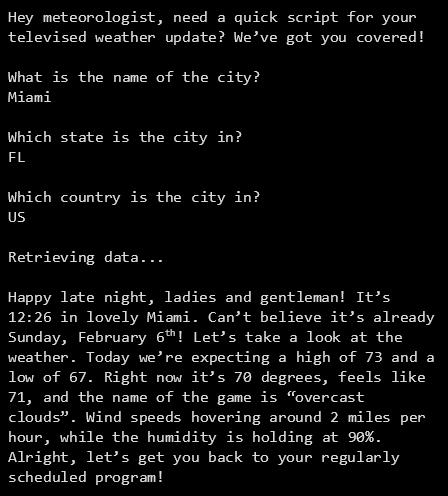 Hey meteorologist, need a quick script for your
televised weather update? We’ve got you covered!
What is the name of the city?
Miami
Which state is the city in?
FL
Which country is the city in?
US
Retrieving data...
Happy late night, ladies and gentleman! It’s
12:26 in lovely Miami. Can’t believe it’s already
Sunday, February 6ᵗʰ! Let’s take a look at the
weather. Today we’re expecting a high of 73 and a
low of 67. Right now it’s 70 degrees, feels like
71, and the name of the game is “overcast
clouds”. Wind speeds hovering around 2 miles per
hour, while the humidity is holding at 90%.
Alright, let’s get you back to your regularly
scheduled program!